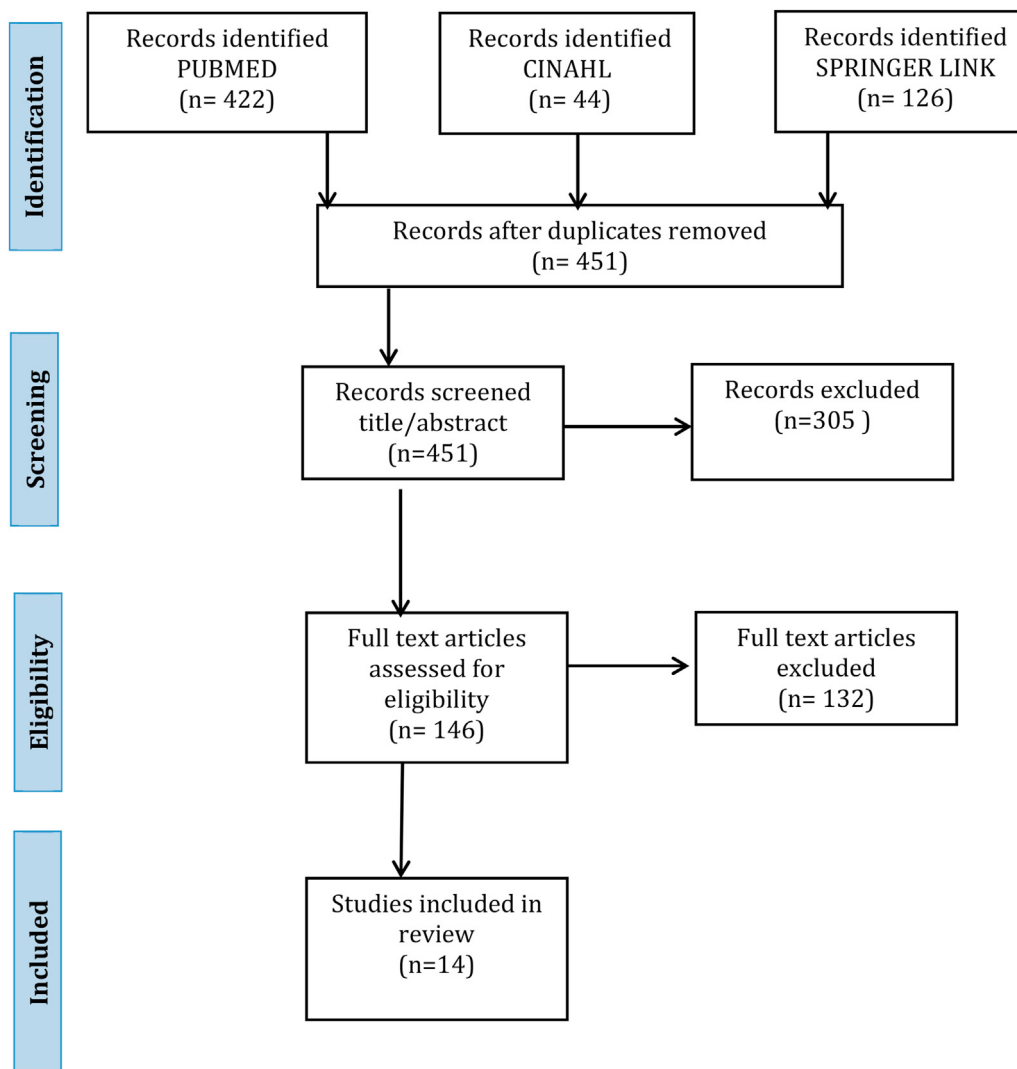 Identification
Records identified
PUBMED
(n= 422)
Records identified
CINAHL
(n= 44)
Records identified
SPRINGER LINK
(n= 126)
Records after duplicates removed
(n= 451)
Screening
Records screened
title/abstract
(n=451)
Records excluded
(n=305 )
Eligibility
Full text articles
assessed for
eligibility
(n= 146)
Full text articles
excluded
(n= 132)
Included
Studies included in
review
(n=14)